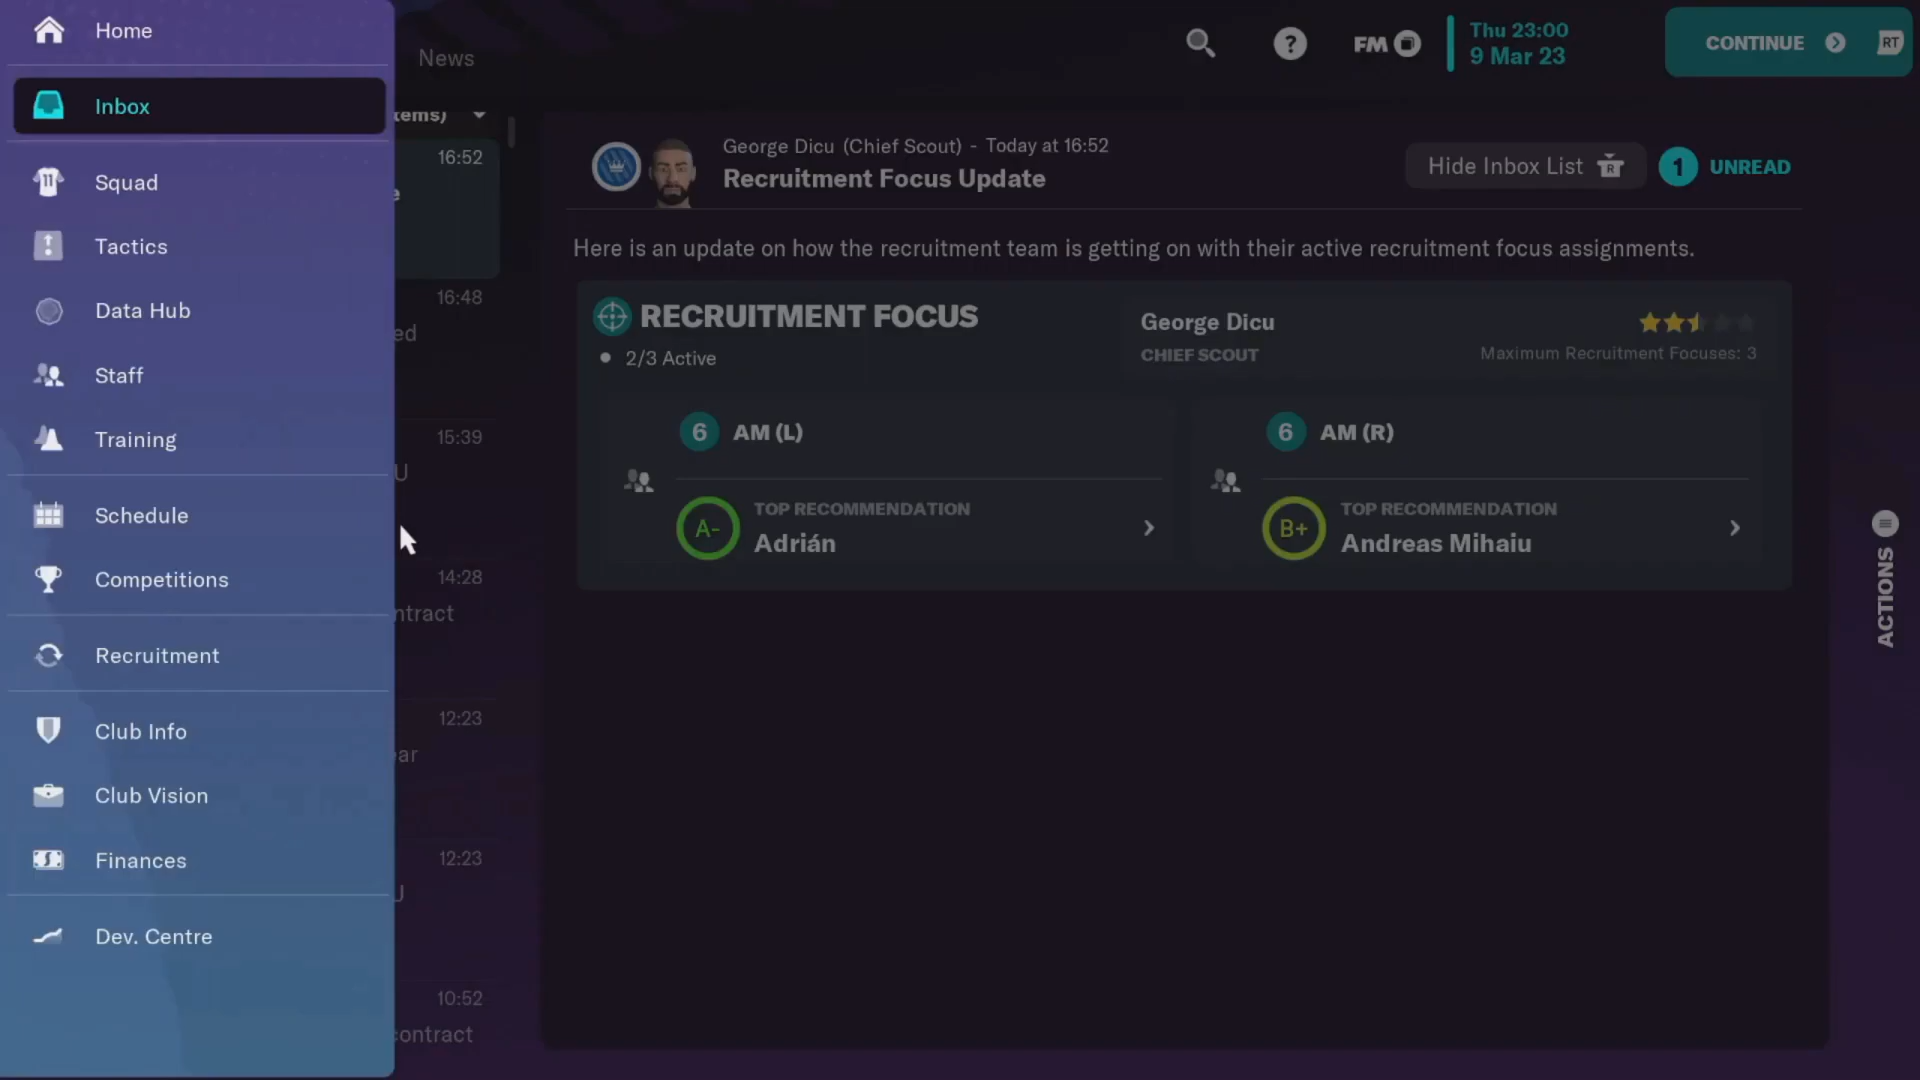 Home
Inbox
Squad
Tactics
Data Hub
Staff
Training
Schedule
Competitions
Recruitment
Club Info
Club Vision
Finances
Dev. Centre
News
FM
Thu 23:00
9 Mar 23
CONTINUE
RT
tems)
16:52
e
16:48
ed
15:39
U
14:28
ntract
12:23
ear
12:23
J
10:52
contract
George Dicu (Chief Scout) - Today at 16:52
Recruitment Focus Update
Hide Inbox List R
1 UNREAD
Here is an update on how the recruitment team is getting on with their active recruitment focus assignments.
RECRUITMENT FOCUS
2/3 Active
George Dicu
CHIEF SCOUT
Maximum Recruitment Focuses: 3
6 AM (L)
A-
TOP RECOMMENDATION
Adrián
6 AM (R)
B+
TOP RECOMMENDATION
Andreas Mihaiu
ACTIONS